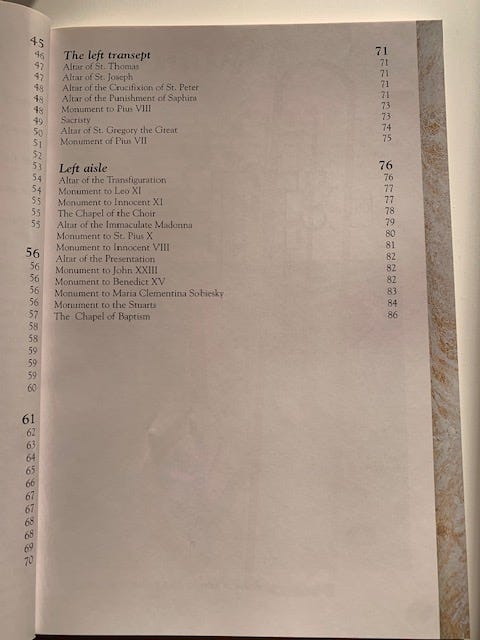 45
46
47
47
48
48
48
49
50
51
52
53
54
54
55
55
55
56
56
56
56
56
57
58
58
59
59
59
60
61
62
63
64
65
66
67
67
68
68
69
70
The left transept 71
Altar of St. Thomas 71
Altar of St. Joseph 71
Altar of the Crucifixion of St. Peter 71
Altar of the Punishment of Saphira 71
Monument to Pius VIII 73
Sacristy 73
Altar of St. Gregory the Great 74
Monument of Pius VII 75
Left aisle 76
Altar of the Transfiguration 76
Monument to Leo XI 77
Monument to Innocent XI 77
The Chapel of the Choir 78
Altar of the Immaculate Madonna 79
Monument to St. Pius X 80
Monument to Innocent VIII 81
Altar of the Presentation 82
Monument to John XXIII 82
Monument to Benedict XV 82
Monument to Maria Clementina Sobiesky 83
Monument to the Stuarts 84
The Chapel of Baptism 86